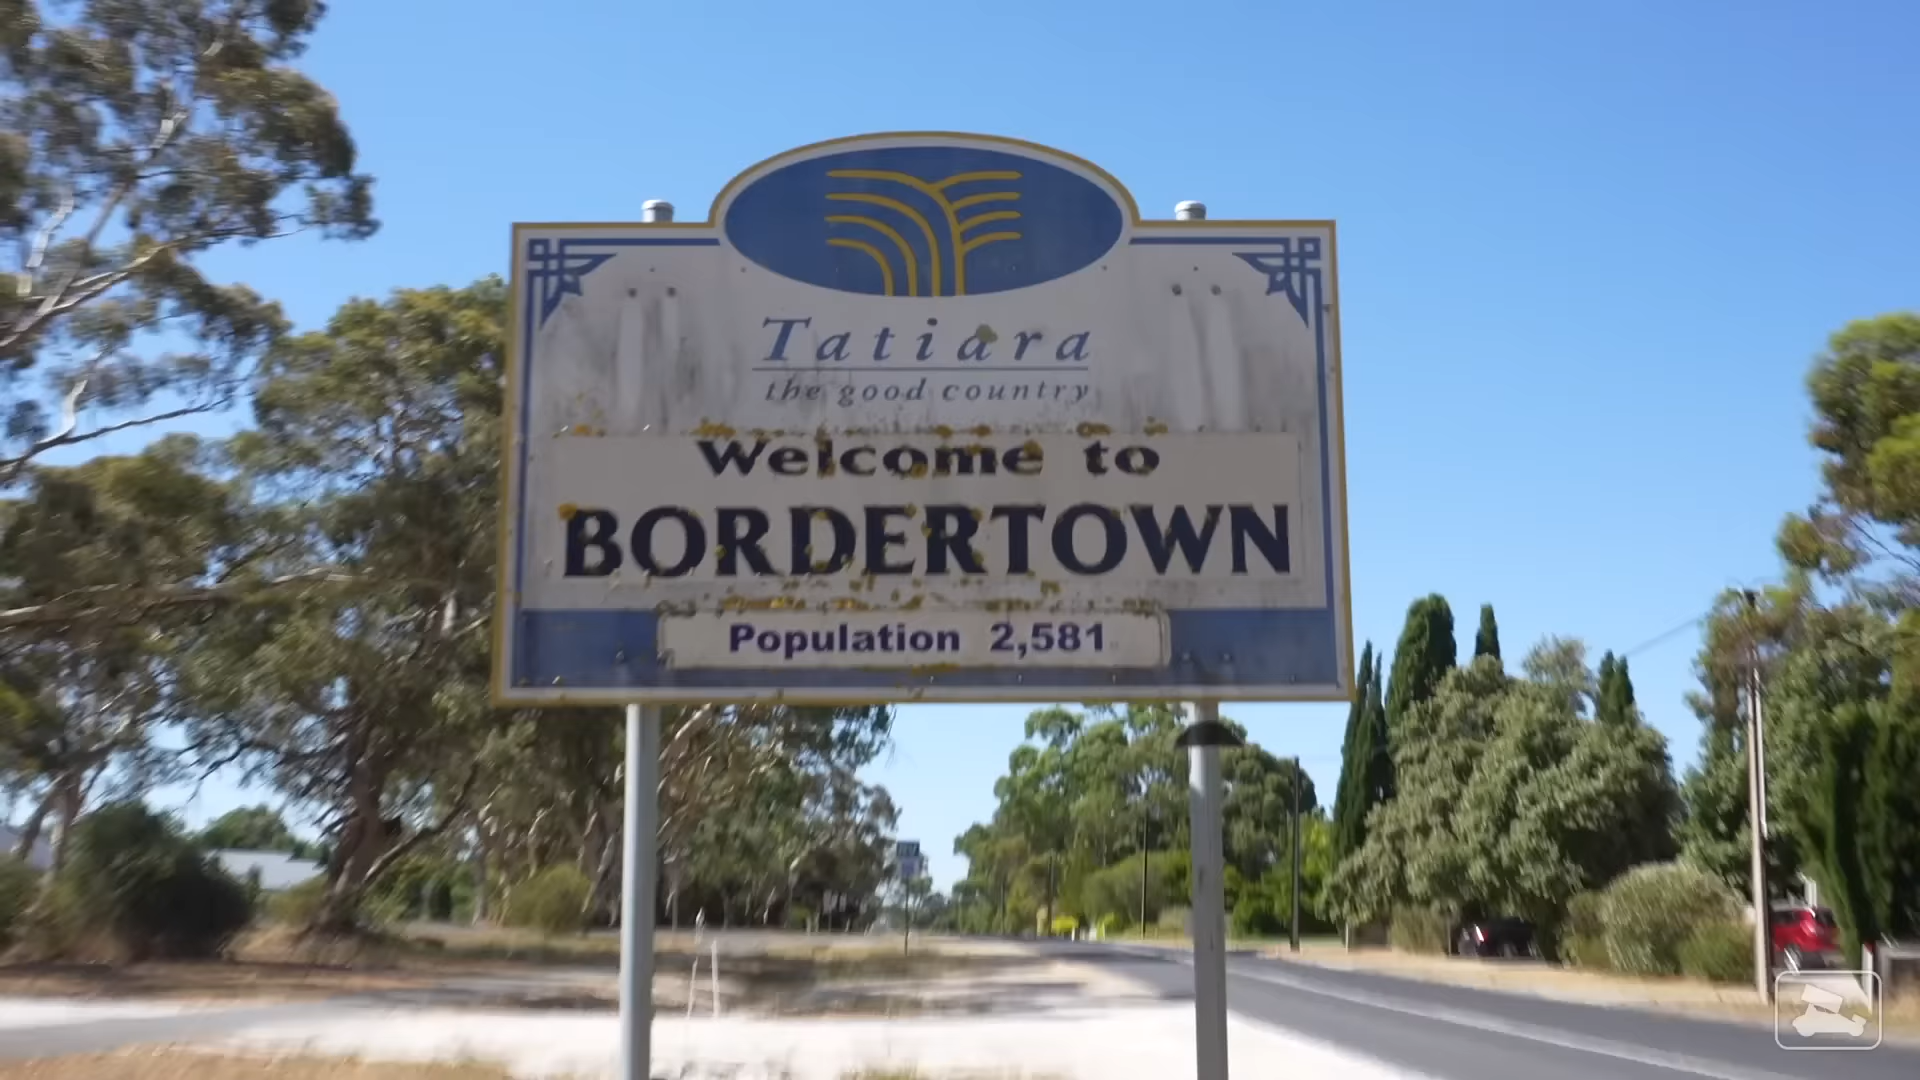 Tatiara
the good country
Welcome to
BORDERTOWN
Population 2,581